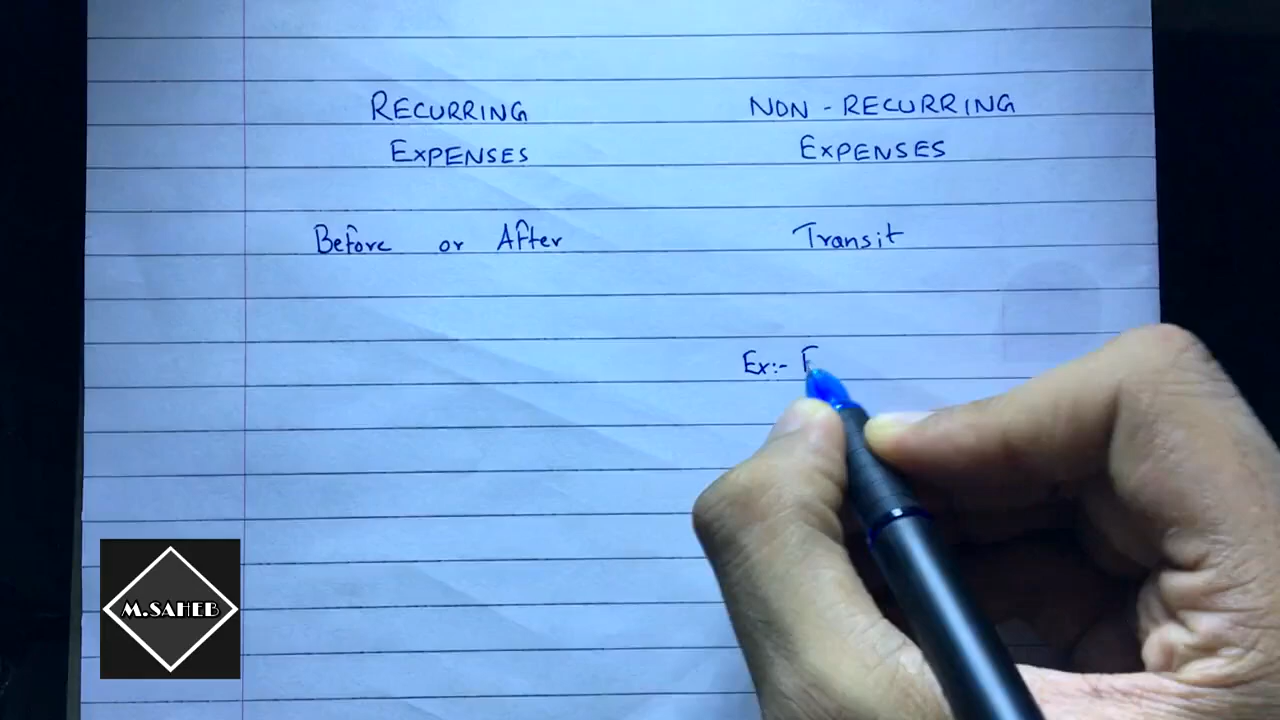 RECURRING
EXPENSES
NON - RECURRING
EXPENSES
Before or After
Transit
Ex:- F
M.SAHEB